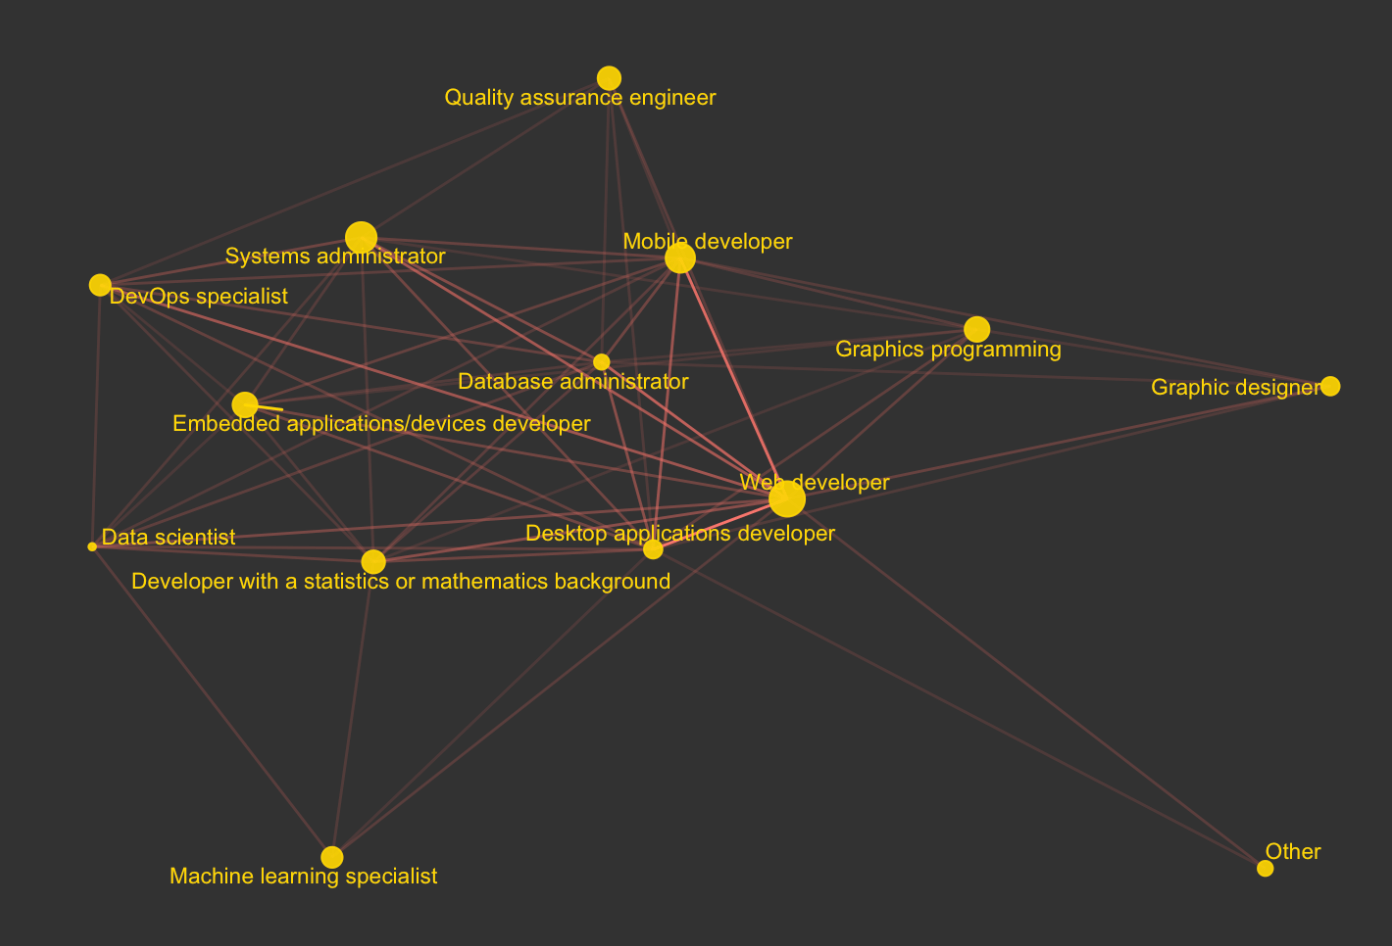 Quality assurance engineer
Mobile developer
Systems administrator
DevOps specialist
Graphics programming
Database administrator
Graphic designer
Embedded applications/devices developer
Web developer
Desktop applications developer
Data scientist
Developer with a statistics or mathematics background
Other
Machine learning specialist